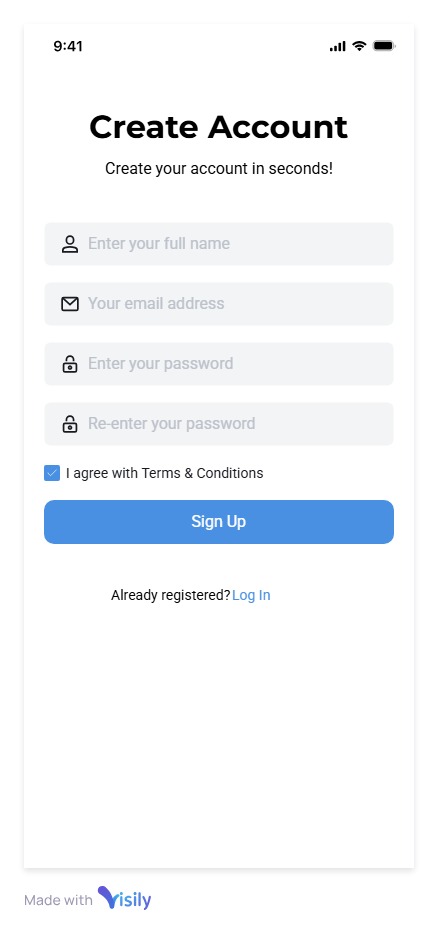 9:41
Create Account
Create your account in seconds!
Enter your full name
Your email address
Enter your password
Re-enter your password
I agree with Terms & Conditions
Sign Up
Already registered? Log In
Made with Visily